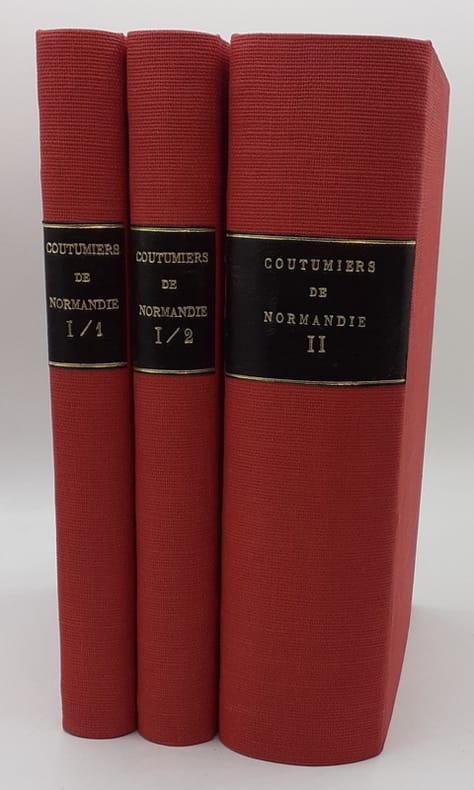 COUTUMIERS
DE
NORMANDIE
I/1
COUTUMIERS
DE
NORMANDIE
I/2
COUTUMIERS
DE
NORMANDIE
II